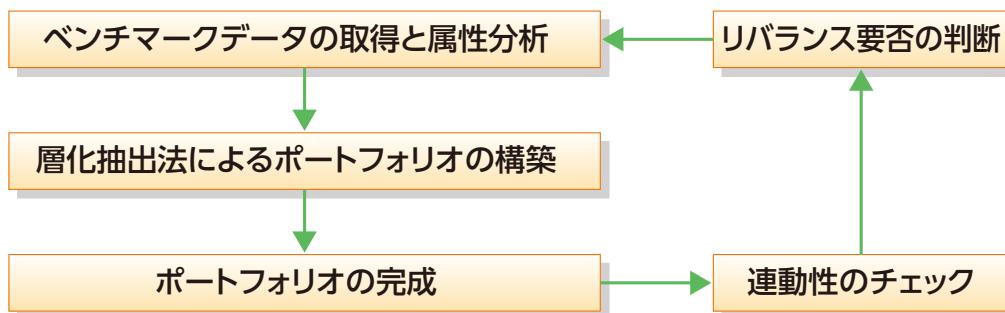 ベンチマークデータの取得と属性分析
リバランス要否の判断
層化抽出法によるポートフォリオの構築
ポートフォリオの完成
連動性のチェック